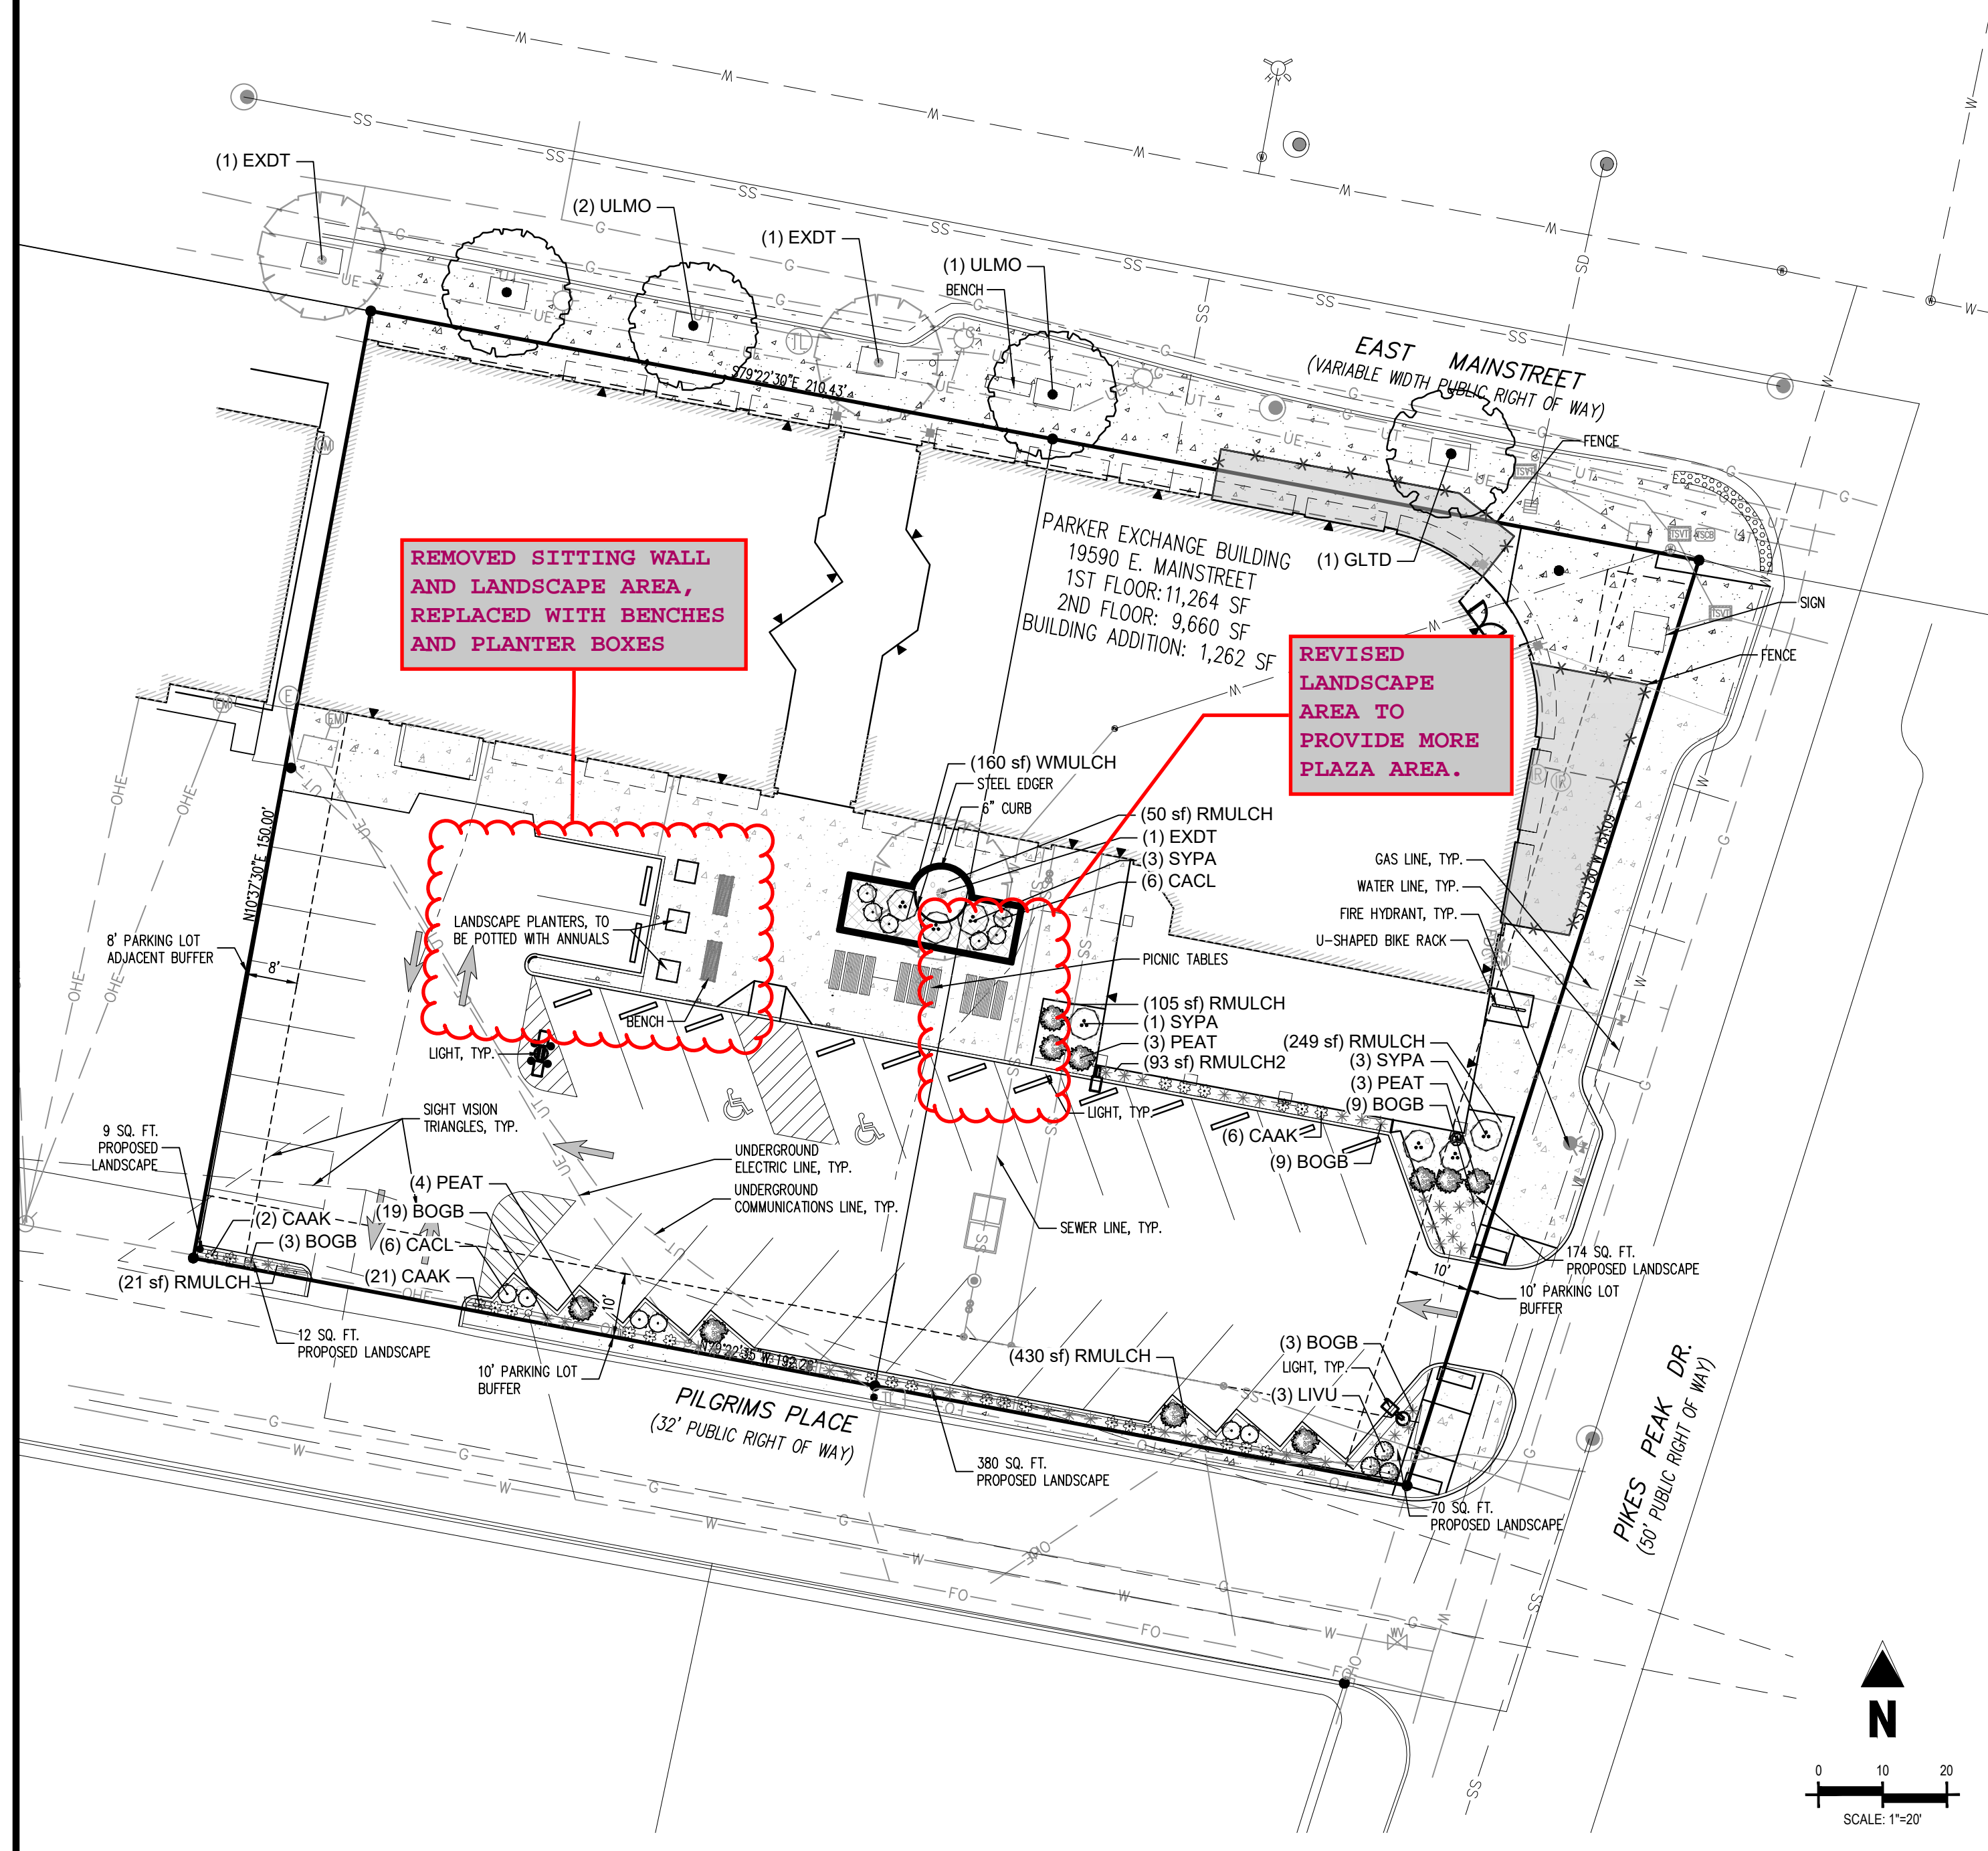 (1) EXDT
(2) ULMO
(1) EXDT
(1) ULMO
BENCH
EAST MAINSTREET
(VARIABLE WIDTH PUBLIC RIGHT OF WAY)
S79°22'30"E 210.43'
FENCE
(1) GLTD
PARKER EXCHANGE BUILDING
19590 E. MAINSTREET
1ST FLOOR: 11,264 SF
2ND FLOOR: 9,660 SF
BUILDING ADDITION: 1,262 SF
SIGN
FENCE
REMOVED SITTING WALL
AND LANDSCAPE AREA,
REPLACED WITH BENCHES
AND PLANTER BOXES
REVISED
LANDSCAPE
AREA TO
PROVIDE MORE
PLAZA AREA.
(160 sf) WMULCH
STEEL EDGER
6" CURB
(50 sf) RMULCH
(1) EXDT
(3) SYPA
(6) CACL
GAS LINE, TYP.
WATER LINE, TYP.
FIRE HYDRANT, TYP.
U-SHAPED BIKE RACK
N10°37'30"E 150.00'
LANDSCAPE PLANTERS, TO
BE POTTED WITH ANNUALS
8' PARKING LOT
ADJACENT BUFFER
8'
PICNIC TABLES
BENCH
LIGHT, TYP.
(105 sf) RMULCH
(1) SYPA
(3) PEAT
(93 sf) RMULCH2
(249 sf) RMULCH
(3) SYPA
(3) PEAT
(9) BOGB
LIGHT, TYP.
(6) CAAK
(9) BOGB
SIGHT VISION
TRIANGLES, TYP.
9 SQ. FT.
PROPOSED
LANDSCAPE
UNDERGROUND
ELECTRIC LINE, TYP.
UNDERGROUND
COMMUNICATIONS LINE, TYP.
(4) PEAT
(19) BOGB
(6) CACL
(21) CAAK
(2) CAAK
(3) BOGB
(21 sf) RMULCH
SEWER LINE, TYP.
174 SQ. FT.
PROPOSED LANDSCAPE
10'
10' PARKING LOT
BUFFER
12 SQ. FT.
PROPOSED LANDSCAPE
10'
10' PARKING LOT
BUFFER
N79°22'35"W 192.28'
(430 sf) RMULCH
(3) BOGB
LIGHT, TYP.
(3) LIVU
PILGRIMS PLACE
(32' PUBLIC RIGHT OF WAY)
380 SQ. FT.
PROPOSED LANDSCAPE
70 SQ. FT.
PROPOSED LANDSCAPE
PIKES PEAK DR.
(50' PUBLIC RIGHT OF WAY)
N
0 10 20
SCALE: 1"=20'